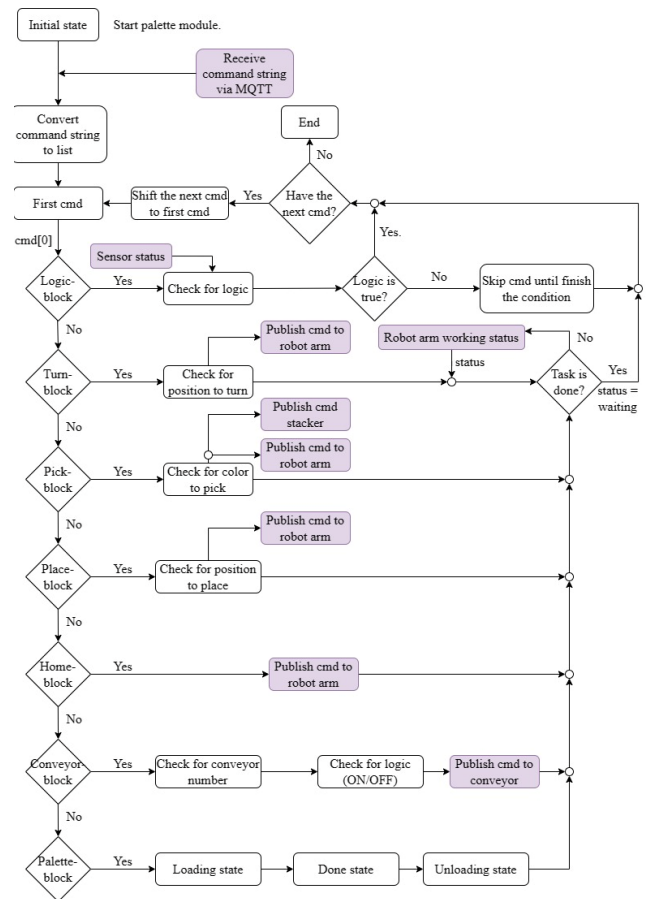 Initial state
Start palette module.
Receive
command string
via MQTT
Convert
command string
to list
End
No
First cmd
Shift the next cmd
to first cmd
Yes
Have the
next cmd?
cmd[0]
Sensor status
Yes.
Logic-
block
Yes
Check for logic
Logic is
true?
No
Skip cmd until finish
the condition
No
Publish cmd to
robot arm
Robot arm working status
No
status
Turn-
block
Yes
Check for
position to turn
Task is
done?
Yes
status =
waiting
No
Publish cmd
stacker
Publish cmd to
robot arm
Pick-
block
Yes
Check for color
to pick
No
Publish cmd to
robot arm
Place-
block
Yes
Check for position
to place
No
Home-
block
Yes
Publish cmd to
robot arm
No
Conveyor-
block
Yes
Check for conveyor
number
Check for logic
(ON/OFF)
Publish cmd to
conveyor
No
Palette-
block
Yes
Loading state
Done state
Unloading state